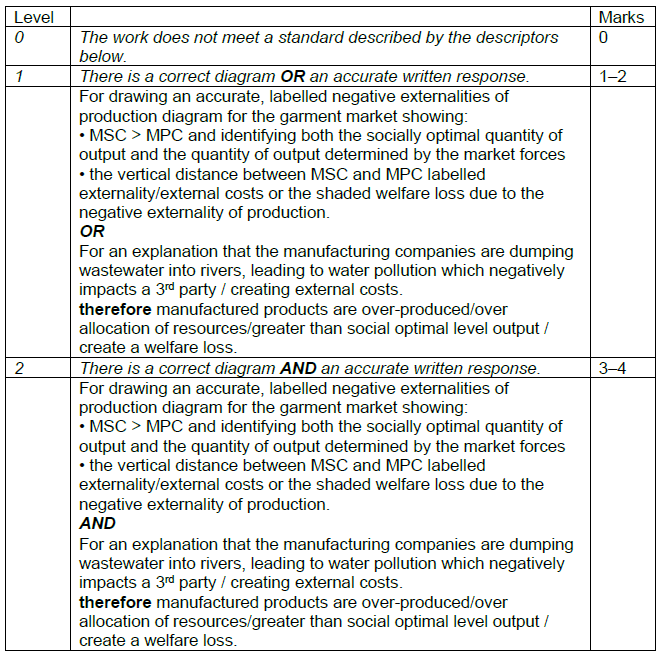 Level Marks
0 The work does not meet a standard described by the descriptors 0
below.
1 There is a correct diagram OR an accurate written response. 1–2
For drawing an accurate, labelled negative externalities of
production diagram for the garment market showing:
• MSC > MPC and identifying both the socially optimal quantity of
output and the quantity of output determined by the market forces
• the vertical distance between MSC and MPC labelled
externality/external costs or the shaded welfare loss due to the
negative externality of production.
OR
For an explanation that the manufacturing companies are dumping
wastewater into rivers, leading to water pollution which negatively
impacts a 3rd party / creating external costs.
therefore manufactured products are over-produced/over
allocation of resources/greater than social optimal level output /
create a welfare loss.
2 There is a correct diagram AND an accurate written response. 3–4
For drawing an accurate, labelled negative externalities of
production diagram for the garment market showing:
• MSC > MPC and identifying both the socially optimal quantity of
output and the quantity of output determined by the market forces
• the vertical distance between MSC and MPC labelled
externality/external costs or the shaded welfare loss due to the
negative externality of production.
AND
For an explanation that the manufacturing companies are dumping
wastewater into rivers, leading to water pollution which negatively
impacts a 3rd party / creating external costs.
therefore manufactured products are over-produced/over
allocation of resources/greater than social optimal level output /
create a welfare loss.